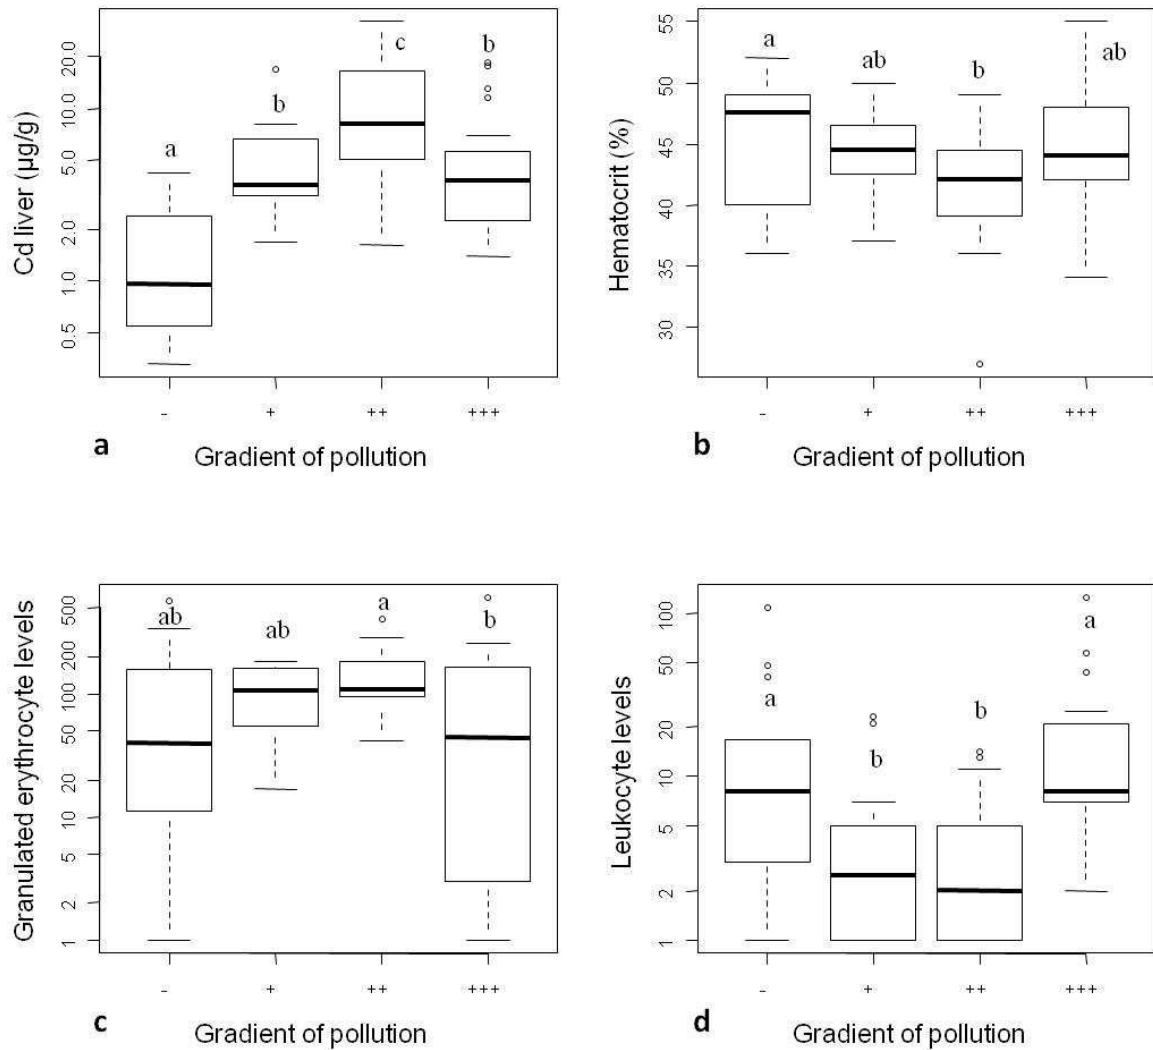 Cd liver (µg/g)
20.0
10.0
5.0
2.0
1.0
0.5
a
b
c
b
-
+
++
+++
a
Gradient of pollution
Hematocrit (%)
55
50
45
40
35
30
a
ab
b
ab
-
+
++
+++
b
Gradient of pollution
Granulated erythrocyte levels
500
200
100
50
20
10
5
2
1
ab
ab
a
b
-
+
++
+++
c
Gradient of pollution
Leukocyte levels
100
50
20
10
5
2
1
a
b
b
a
-
+
++
+++
d
Gradient of pollution